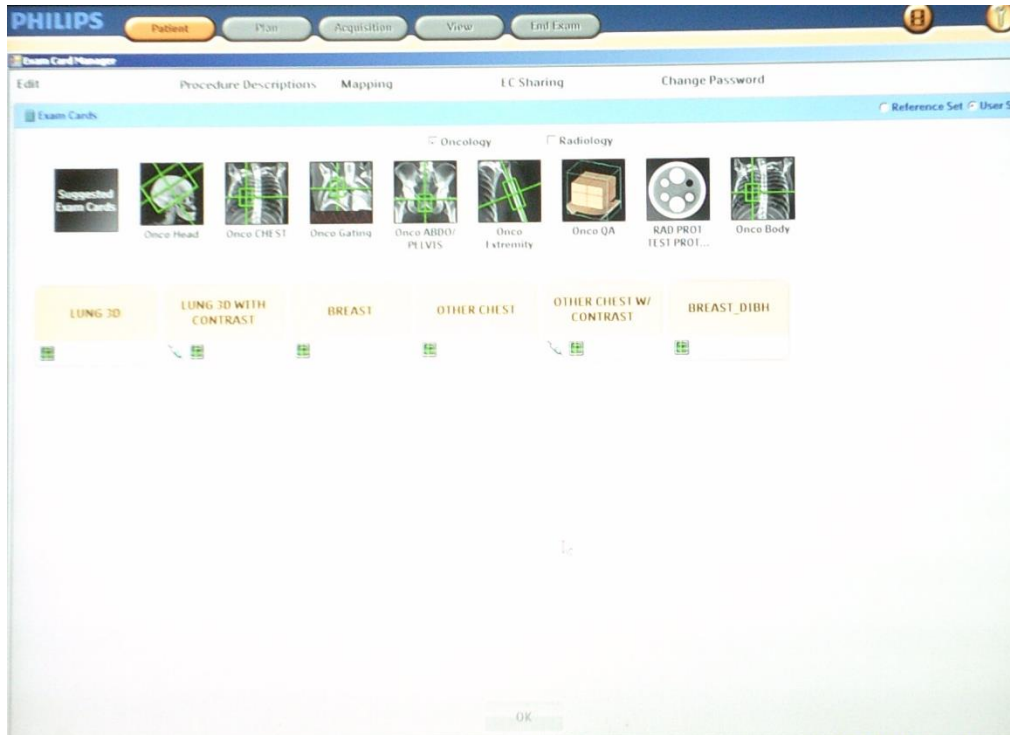 PHILIPS
Patient
Plan
Acquisition
View
End Exam
8
Exam Card Manager
Edit
Procedure Descriptions
Mapping
EC Sharing
Change Password
Exam Cards
Reference Set
User S
Oncology
Radiology
Suggested
Exam Cards
Onco Head
Onco CHEST
Onco Gating
Onco ABDO/
PELVIS
Onco
Extremity
Onco QA
RAD PROT
TEST PROT...
Onco Body
LUNG 3D
LUNG 3D WITH
CONTRAST
BREAST
OTHER CHEST
OTHER CHEST W/
CONTRAST
BREAST_DIBH
OK